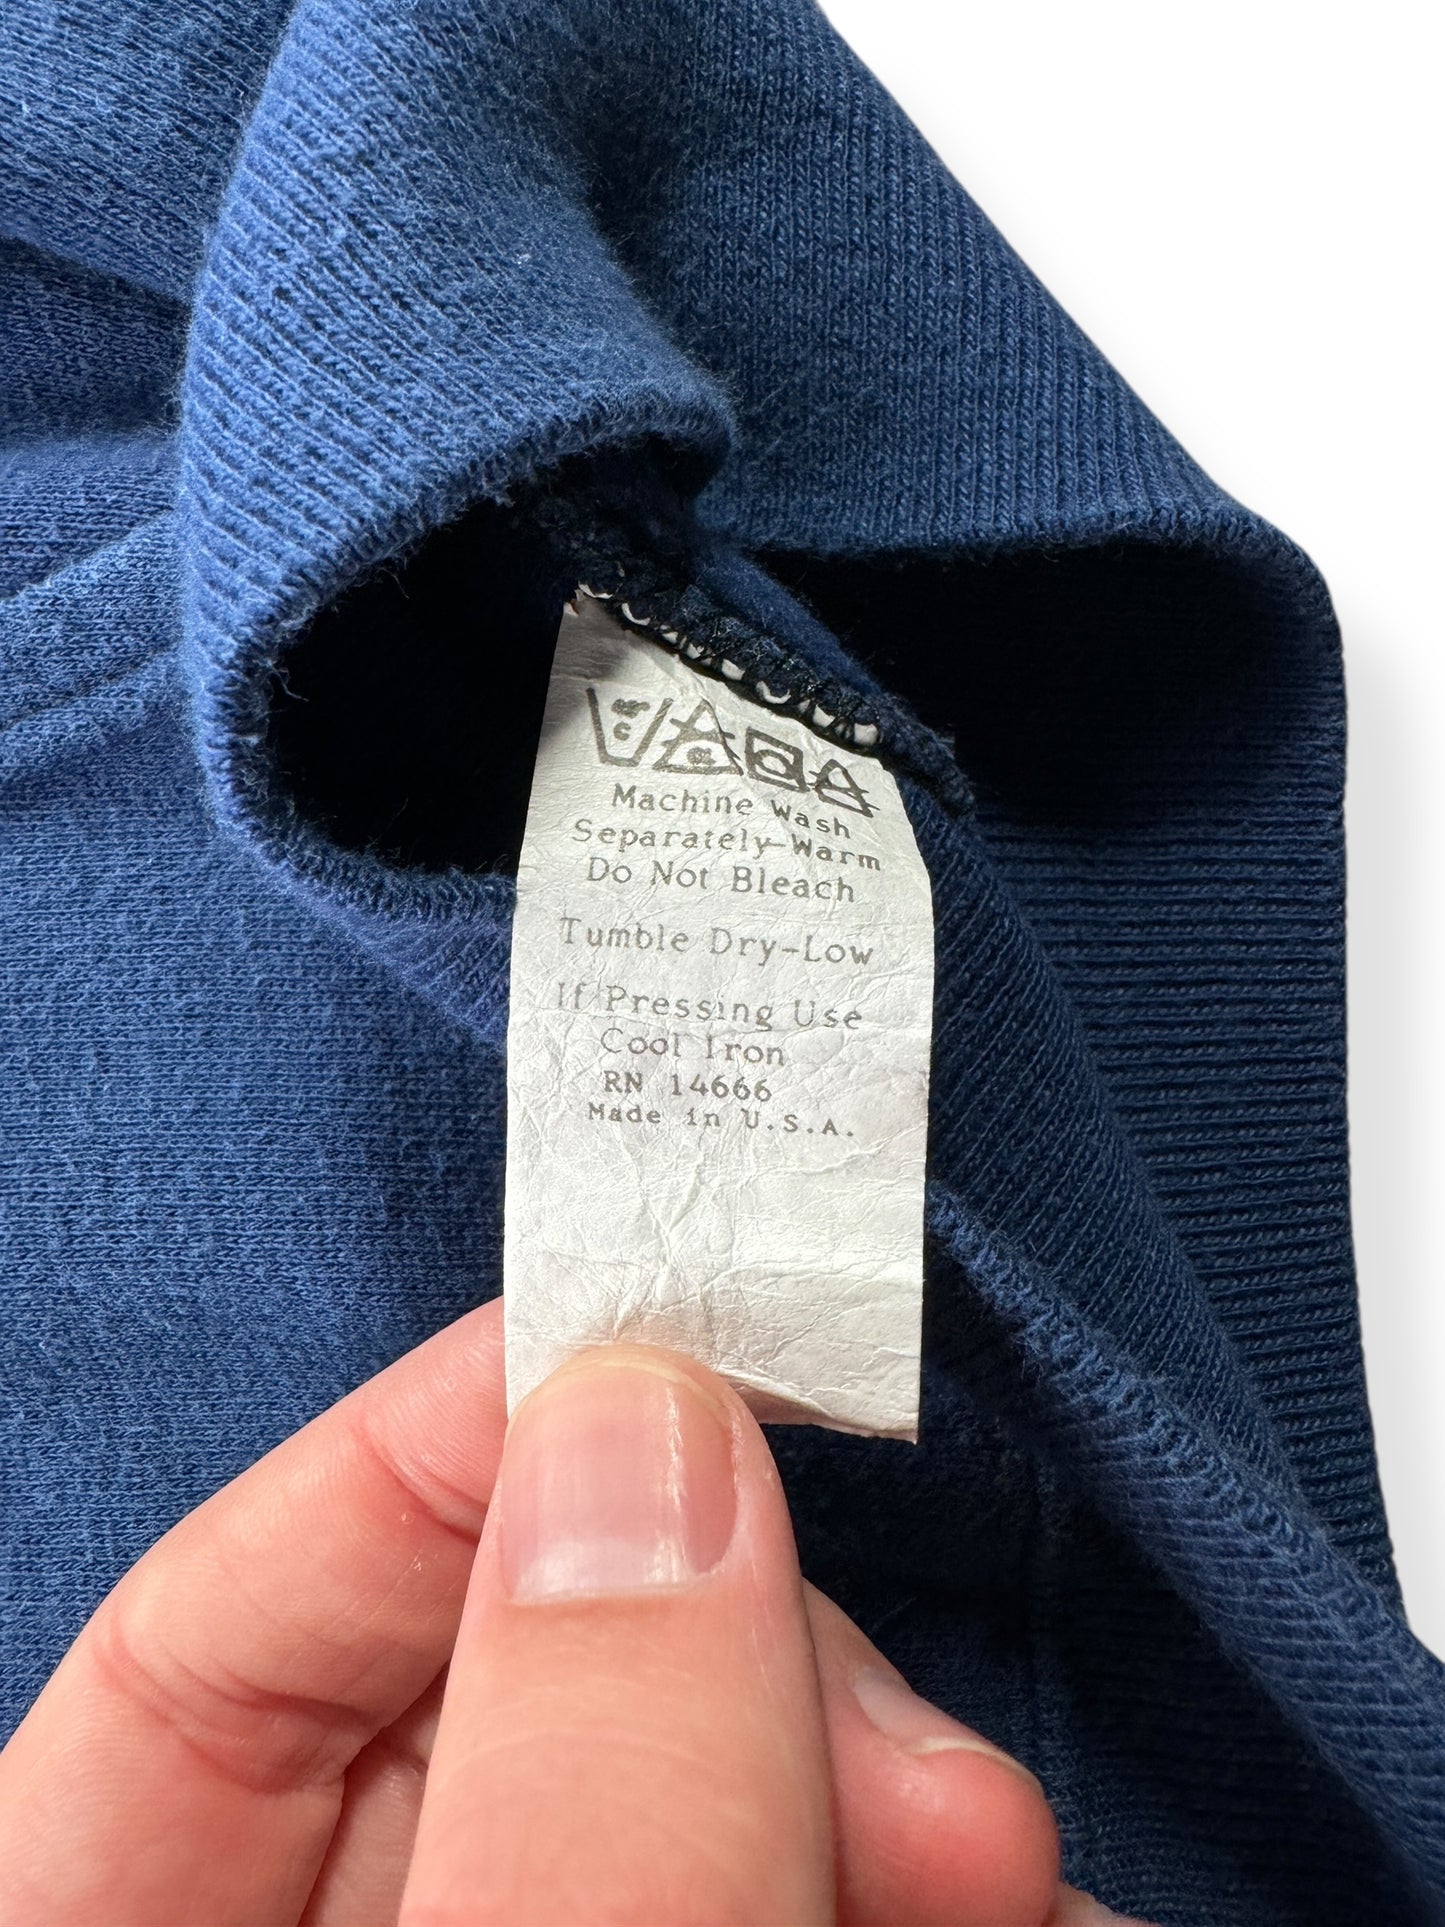 Machine Wash
Separately-Warm
Do Not Bleach
Tumble Dry-Low
If Pressing Use
Cool Iron
RN 14666
Made in U.S.A.